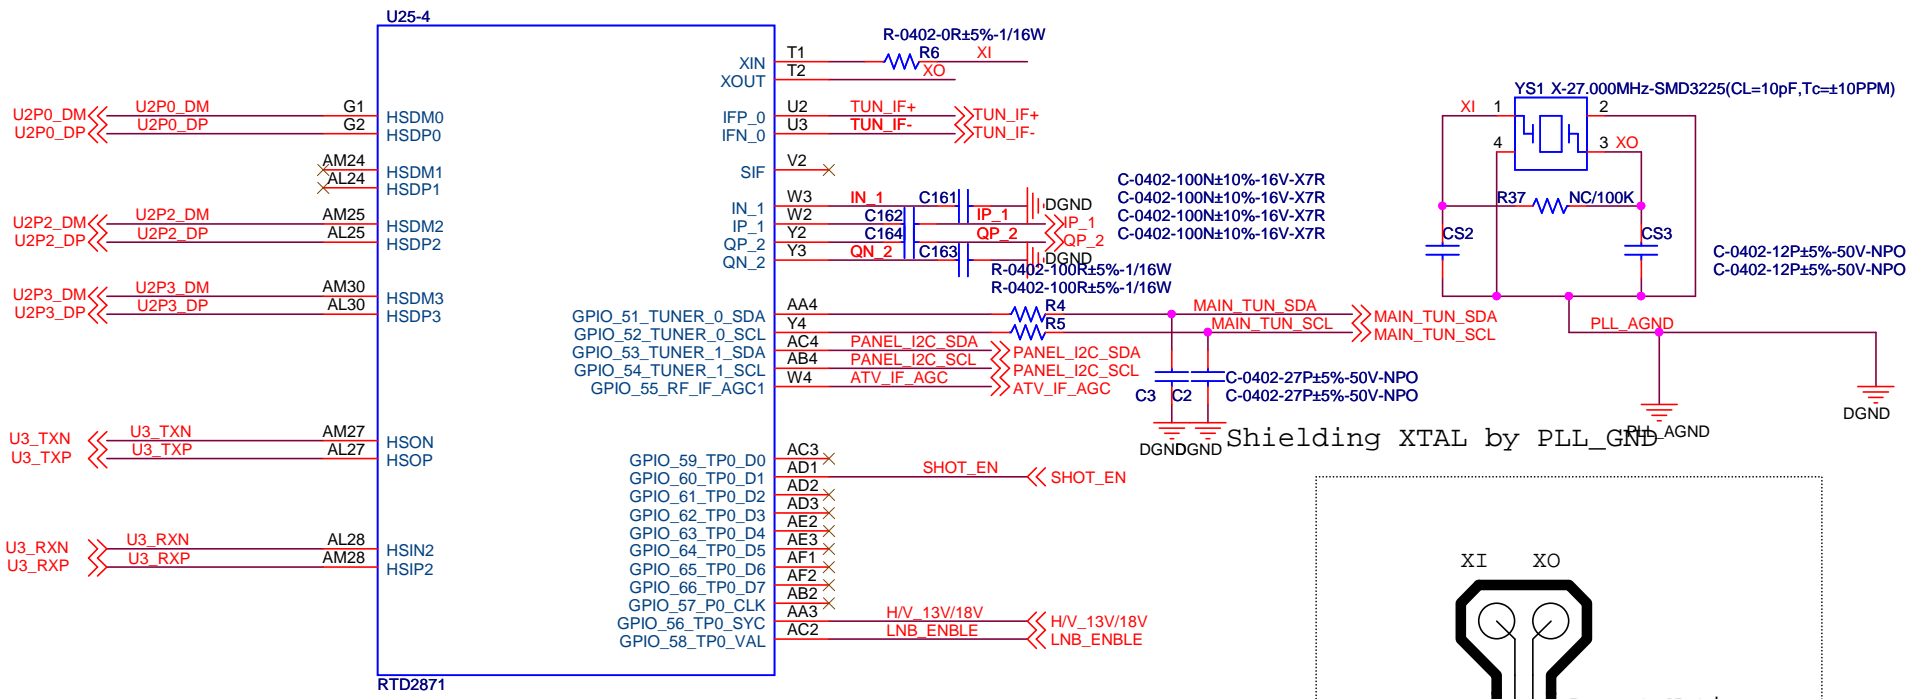 U25-4
R-0402-0R±5%-1/16W
T1
R6
XI
XIN
T2
XO
XOUT
YS1 X-27.000MHz-SMD3225(CL=10pF,Tc=±10PPM)
XI
1
2
4
3
XO
R37
NC/100K
CS2
CS3
C-0402-12P±5%-50V-NPO
C-0402-12P±5%-50V-NPO
PLL_AGND
DGND
PLL_AGND
U2P0_DM
U2P0_DM
G1
HSDM0
U2P0_DP
U2P0_DP
G2
HSDP0
AM24
HSDM1
AL24
HSDP1
U2P2_DM
U2P2_DM
AM25
HSDM2
U2P2_DP
U2P2_DP
AL25
HSDP2
U2P3_DM
U2P3_DM
AM30
HSDM3
U2P3_DP
U2P3_DP
AL30
HSDP3
U3_TXN
U3_TXN
AM27
HSON
U3_TXP
U3_TXP
AL27
HSOP
U3_RXN
U3_RXN
AL28
HSIN2
U3_RXP
U3_RXP
AM28
HSIP2
IFP_0
U2
TUN_IF+
TUN_IF+
IFN_0
U3
TUN_IF-
TUN_IF-
SIF
V2
C-0402-100N±10%-16V-X7R
C-0402-100N±10%-16V-X7R
C-0402-100N±10%-16V-X7R
C-0402-100N±10%-16V-X7R
IN_1
W3
IN_1
C161
DGND
IP_1
W2
C162
IP_1
IP_1
QP_2
Y2
C164
QP_2
QP_2
QN_2
Y3
QN_2
C163
DGND
R-0402-100R±5%-1/16W
R-0402-100R±5%-1/16W
GPIO_51_TUNER_0_SDA
AA4
R4
MAIN_TUN_SDA
MAIN_TUN_SDA
GPIO_52_TUNER_0_SCL
Y4
R5
MAIN_TUN_SCL
MAIN_TUN_SCL
GPIO_53_TUNER_1_SDA
AC4
PANEL_I2C_SDA
PANEL_I2C_SDA
GPIO_54_TUNER_1_SCL
AB4
PANEL_I2C_SCL
PANEL_I2C_SCL
GPIO_55_RF_IF_AGC1
W4
ATV_IF_AGC
ATV_IF_AGC
C3
C2
C-0402-27P±5%-50V-NPO
C-0402-27P±5%-50V-NPO
DGND
DGND
Shielding XTAL by PLL_GND
GPIO_59_TP0_D0
AC3
GPIO_60_TP0_D1
AD1
SHOT_EN
SHOT_EN
GPIO_61_TP0_D2
AD2
GPIO_62_TP0_D3
AD3
GPIO_63_TP0_D4
AE2
GPIO_64_TP0_D5
AE3
GPIO_65_TP0_D6
AF1
GPIO_66_TP0_D7
AF2
GPIO_57_P0_CLK
AB2
GPIO_56_TP0_SYC
AA3
H/V_13V/18V
H/V_13V/18V
GPIO_58_TP0_VAL
AC2
LNB_ENBLE
LNB_ENBLE
RTD2871
XI
XO